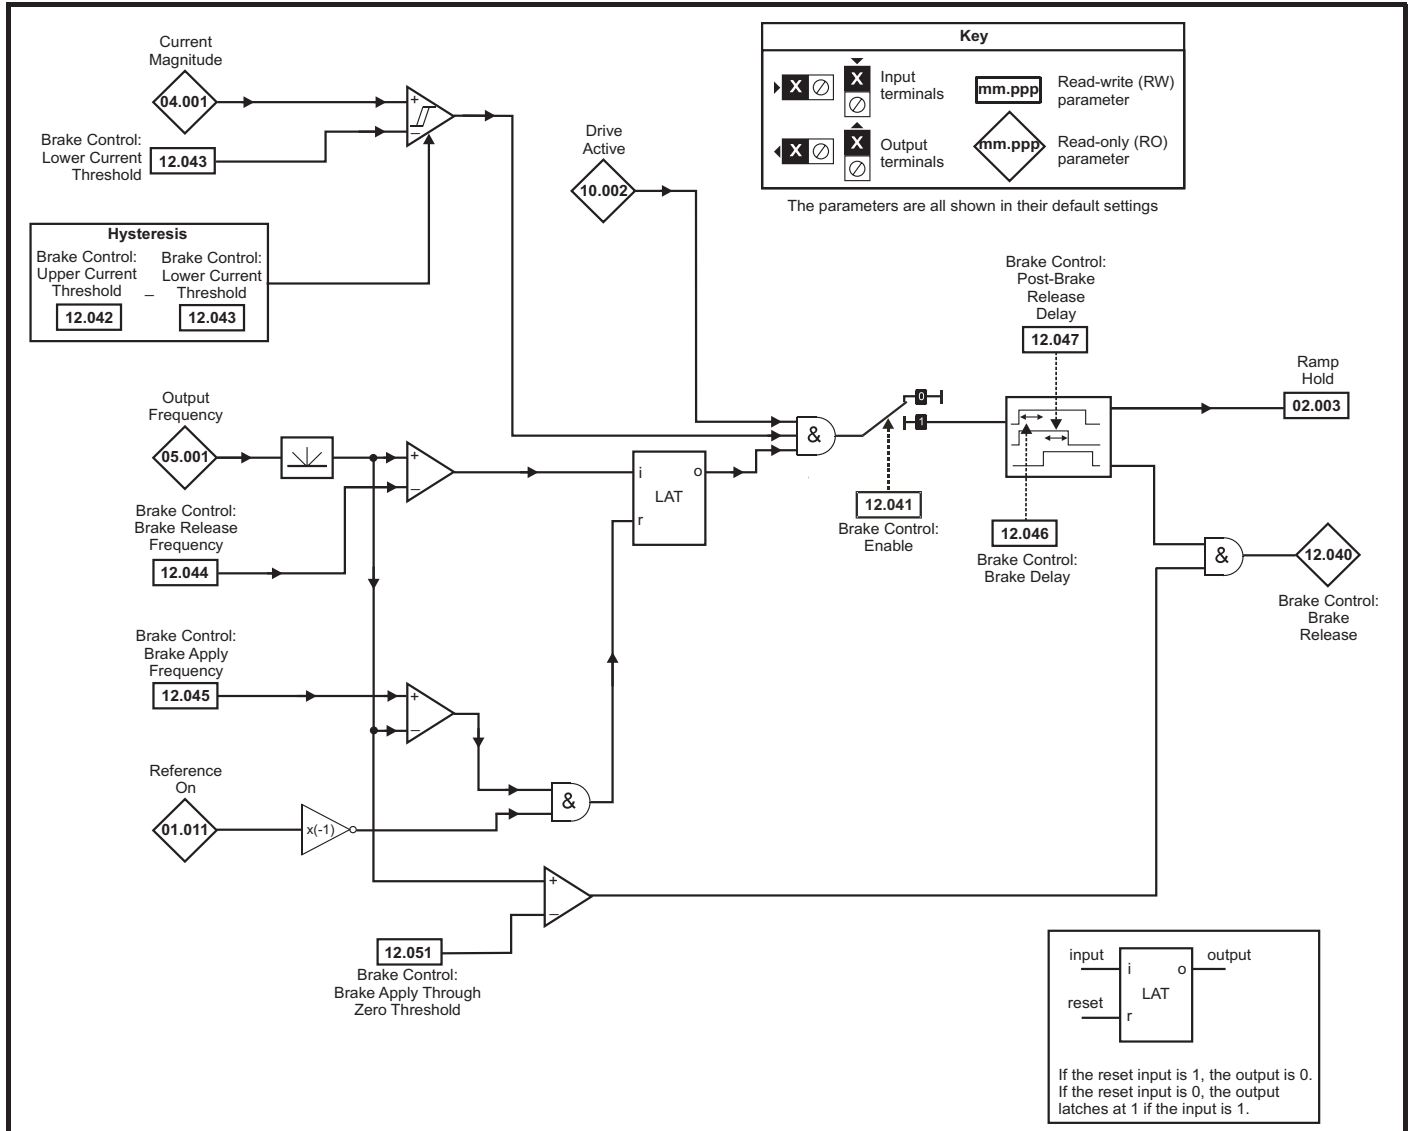 Current
Magnitude
04.001
+
−
Brake Control:
Lower Current
Threshold
12.043
Hysteresis
Brake Control:
Upper Current
Threshold
12.042
–
Brake Control:
Lower Current
Threshold
12.043
Drive
Active
10.002
Key
X
X
Input
terminals
mm.ppp
Read-write (RW)
parameter
X
X
Output
terminals
mm.ppp
Read-only (RO)
parameter
The parameters are all shown in their default settings
Output
Frequency
05.001
+
−
Brake Control:
Brake Release
Frequency
12.044
i
o
LAT
r
&
0
1
12.041
Brake Control:
Enable
Brake Control:
Post-Brake
Release
Delay
12.047
12.046
Brake Control:
Brake Delay
Ramp
Hold
02.003
&
12.040
Brake Control:
Brake
Release
Brake Control:
Brake Apply
Frequency
12.045
+
−
Reference
On
01.011
x(-1)
&
+
−
12.051
Brake Control:
Brake Apply Through
Zero Threshold
input
i
o
output
LAT
reset
r
If the reset input is 1, the output is 0.
If the reset input is 0, the output
latches at 1 if the input is 1.